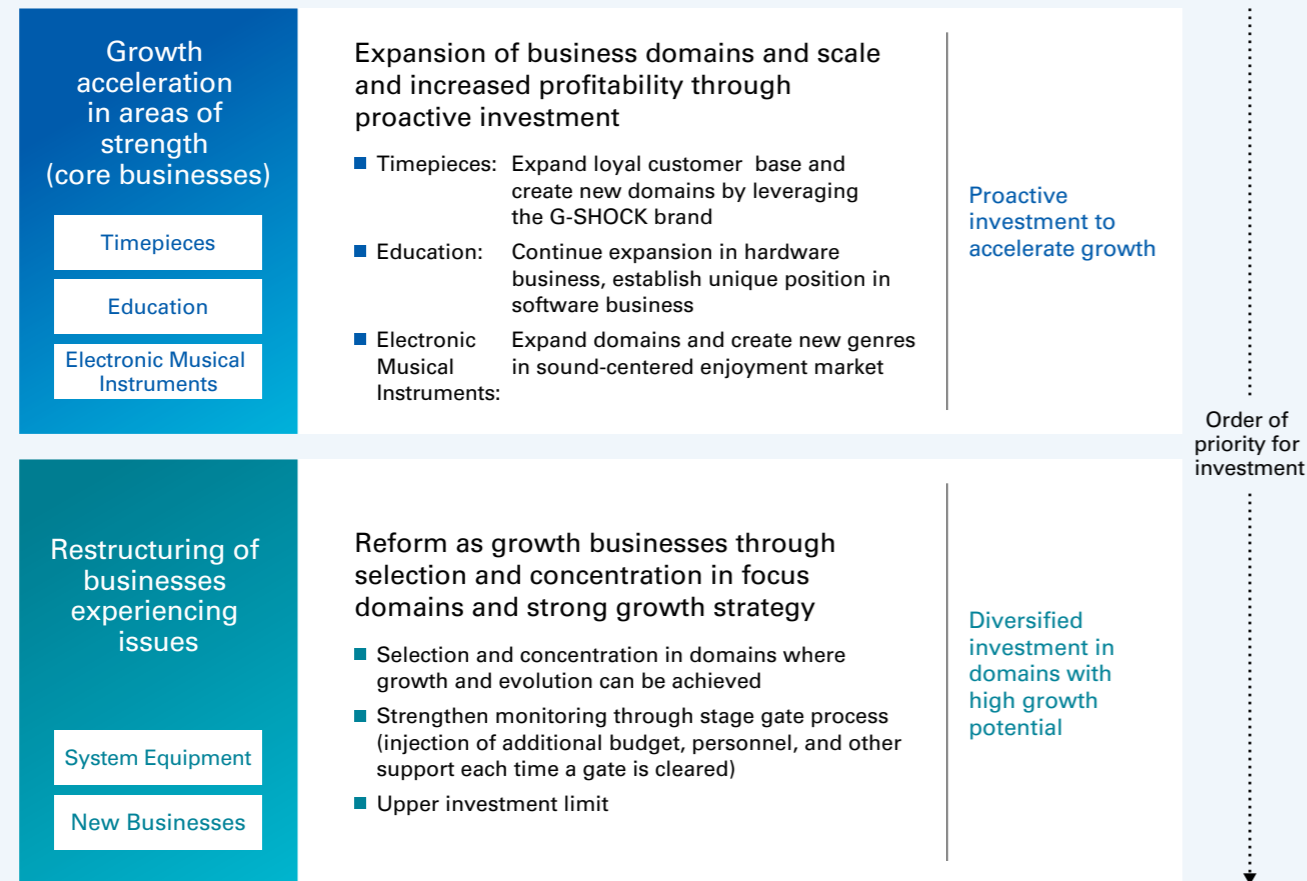 Growth
acceleration
in areas of
strength
(core businesses)
Timepieces
Education
Electronic Musical
Instruments
Expansion of business domains and scale
and increased profitability through
proactive investment
Timepieces: Expand loyal customer base and
create new domains by leveraging
the G-SHOCK brand
Education: Continue expansion in hardware
business, establish unique position in
software business
Electronic Expand domains and create new genres
Musical in sound-centered enjoyment market
Instruments:
Proactive
investment to
accelerate growth
Restructuring of
businesses
experiencing
issues
System Equipment
New Businesses
Reform as growth businesses through
selection and concentration in focus
domains and strong growth strategy
Selection and concentration in domains where
growth and evolution can be achieved
Strengthen monitoring through stage gate process
(injection of additional budget, personnel, and other
support each time a gate is cleared)
Upper investment limit
Diversified
investment in
domains with
high growth
potential
Order of
priority for
investment